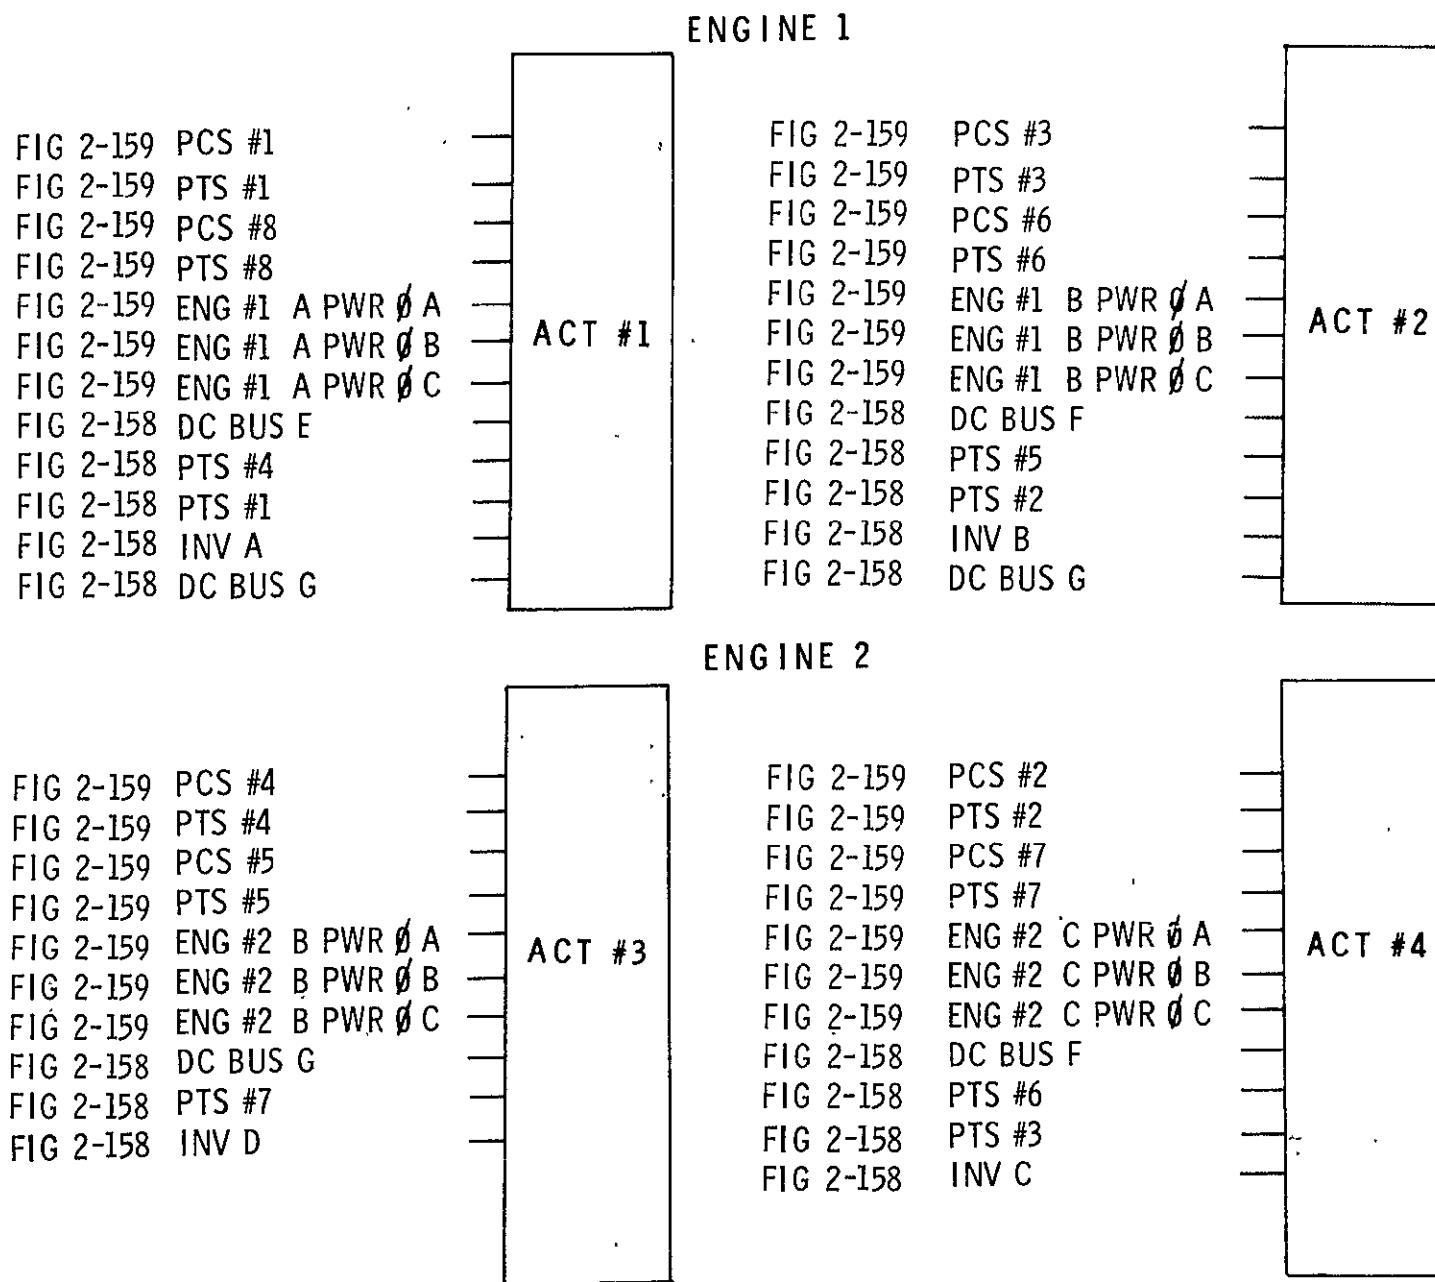 ENGINE 1
FIG 2-159 PCS #1
FIG 2-159 PTS #1
FIG 2-159 PCS #8
FIG 2-159 PTS #8
FIG 2-159 ENG #1 A PWR Ø A
FIG 2-159 ENG #1 A PWR Ø B
FIG 2-159 ENG #1 A PWR Ø C
FIG 2-158 DC BUS E
FIG 2-158 PTS #4
FIG 2-158 PTS #1
FIG 2-158 INV A
FIG 2-158 DC BUS G
ACT #1
FIG 2-159 PCS #3
FIG 2-159 PTS #3
FIG 2-159 PCS #6
FIG 2-159 PTS #6
FIG 2-159 ENG #1 B PWR Ø A
FIG 2-159 ENG #1 B PWR Ø B
FIG 2-159 ENG #1 B PWR Ø C
FIG 2-158 DC BUS F
FIG 2-158 PTS #5
FIG 2-158 PTS #2
FIG 2-158 INV B
FIG 2-158 DC BUS G
ACT #2
ENGINE 2
FIG 2-159 PCS #4
FIG 2-159 PTS #4
FIG 2-159 PCS #5
FIG 2-159 PTS #5
FIG 2-159 ENG #2 B PWR Ø A
FIG 2-159 ENG #2 B PWR Ø B
FIG 2-159 ENG #2 B PWR Ø C
FIG 2-158 DC BUS G
FIG 2-158 PTS #7
FIG 2-158 INV D
ACT #3
FIG 2-159 PCS #2
FIG 2-159 PTS #2
FIG 2-159 PCS #7
FIG 2-159 PTS #7
FIG 2-159 ENG #2 C PWR Ø A
FIG 2-159 ENG #2 C PWR Ø B
FIG 2-159 ENG #2 C PWR Ø C
FIG 2-158 DC BUS F
FIG 2-158 PTS #6
FIG 2-158 PTS #3
FIG 2-158 INV C
ACT #4